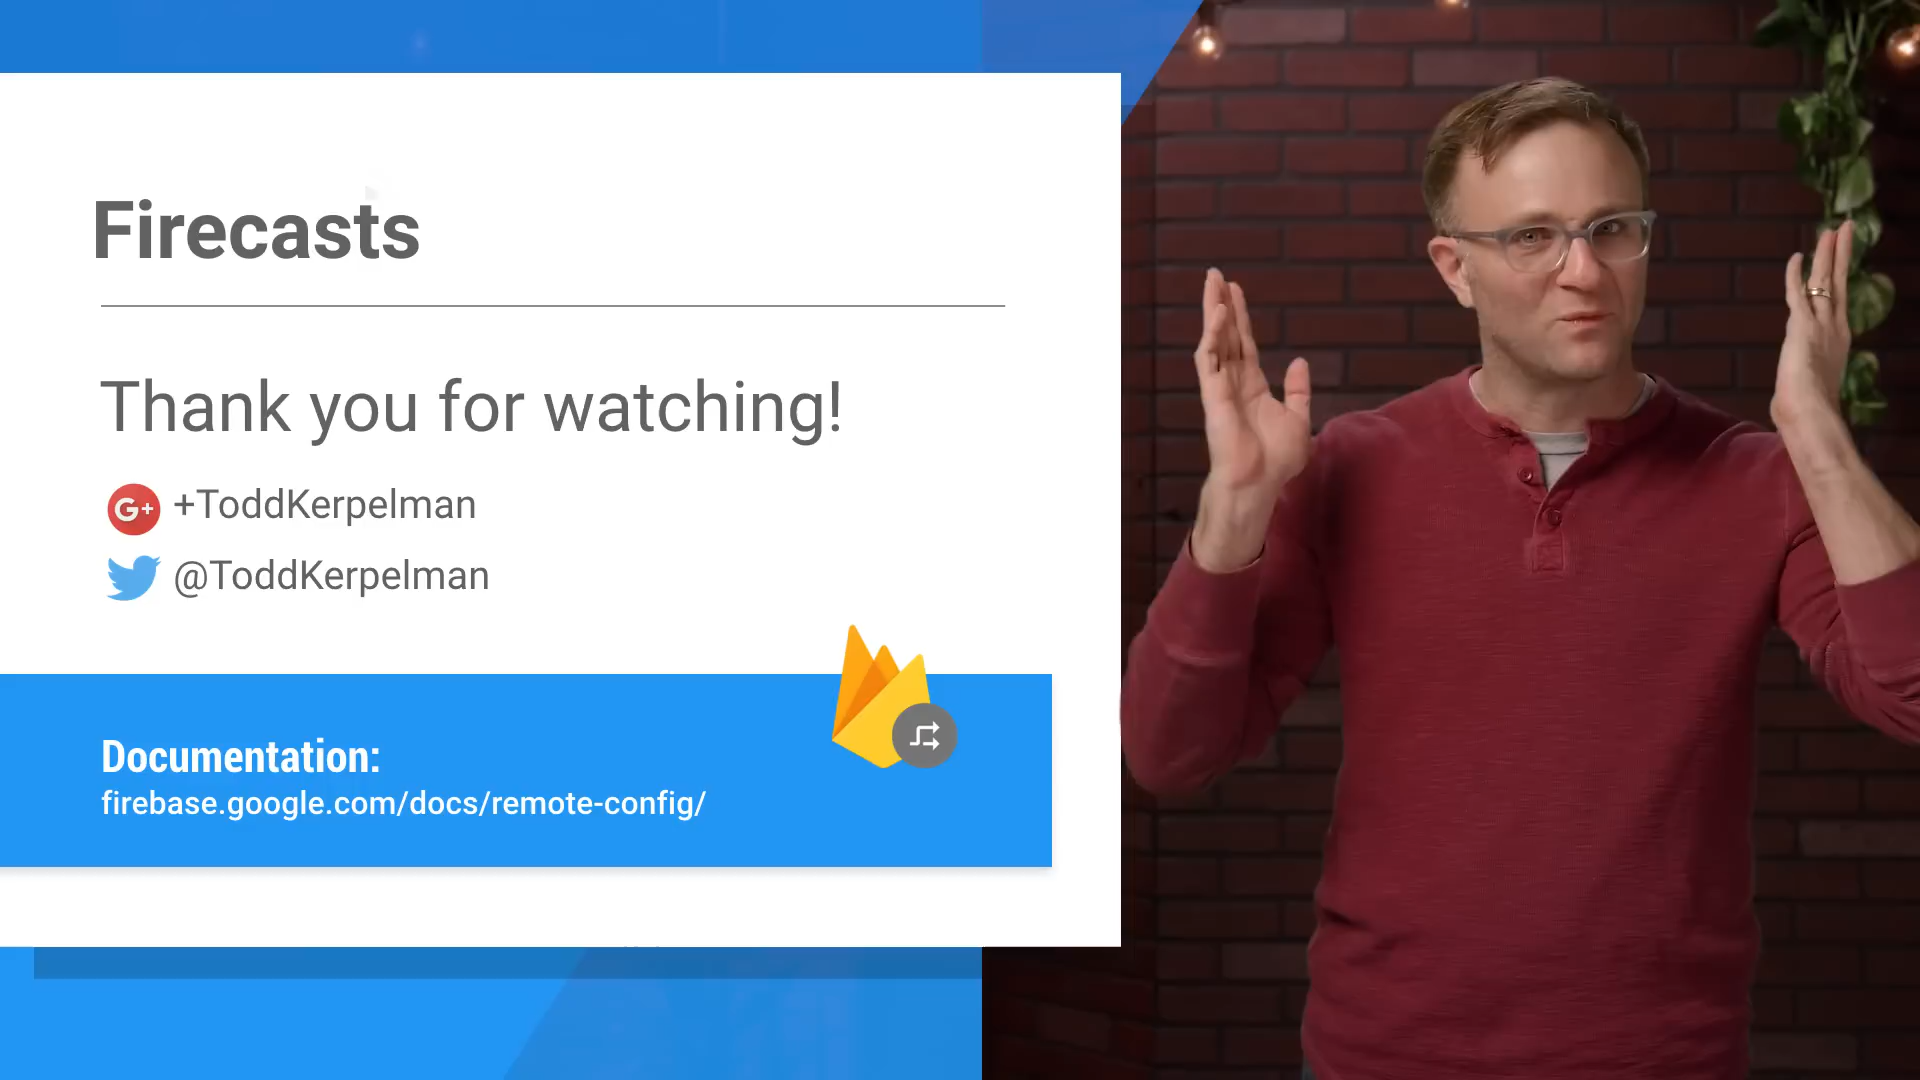 Firecasts
Thank you for watching!
G+ +ToddKerpelman
@ToddKerpelman
Documentation:
firebase.google.com/docs/remote-config/